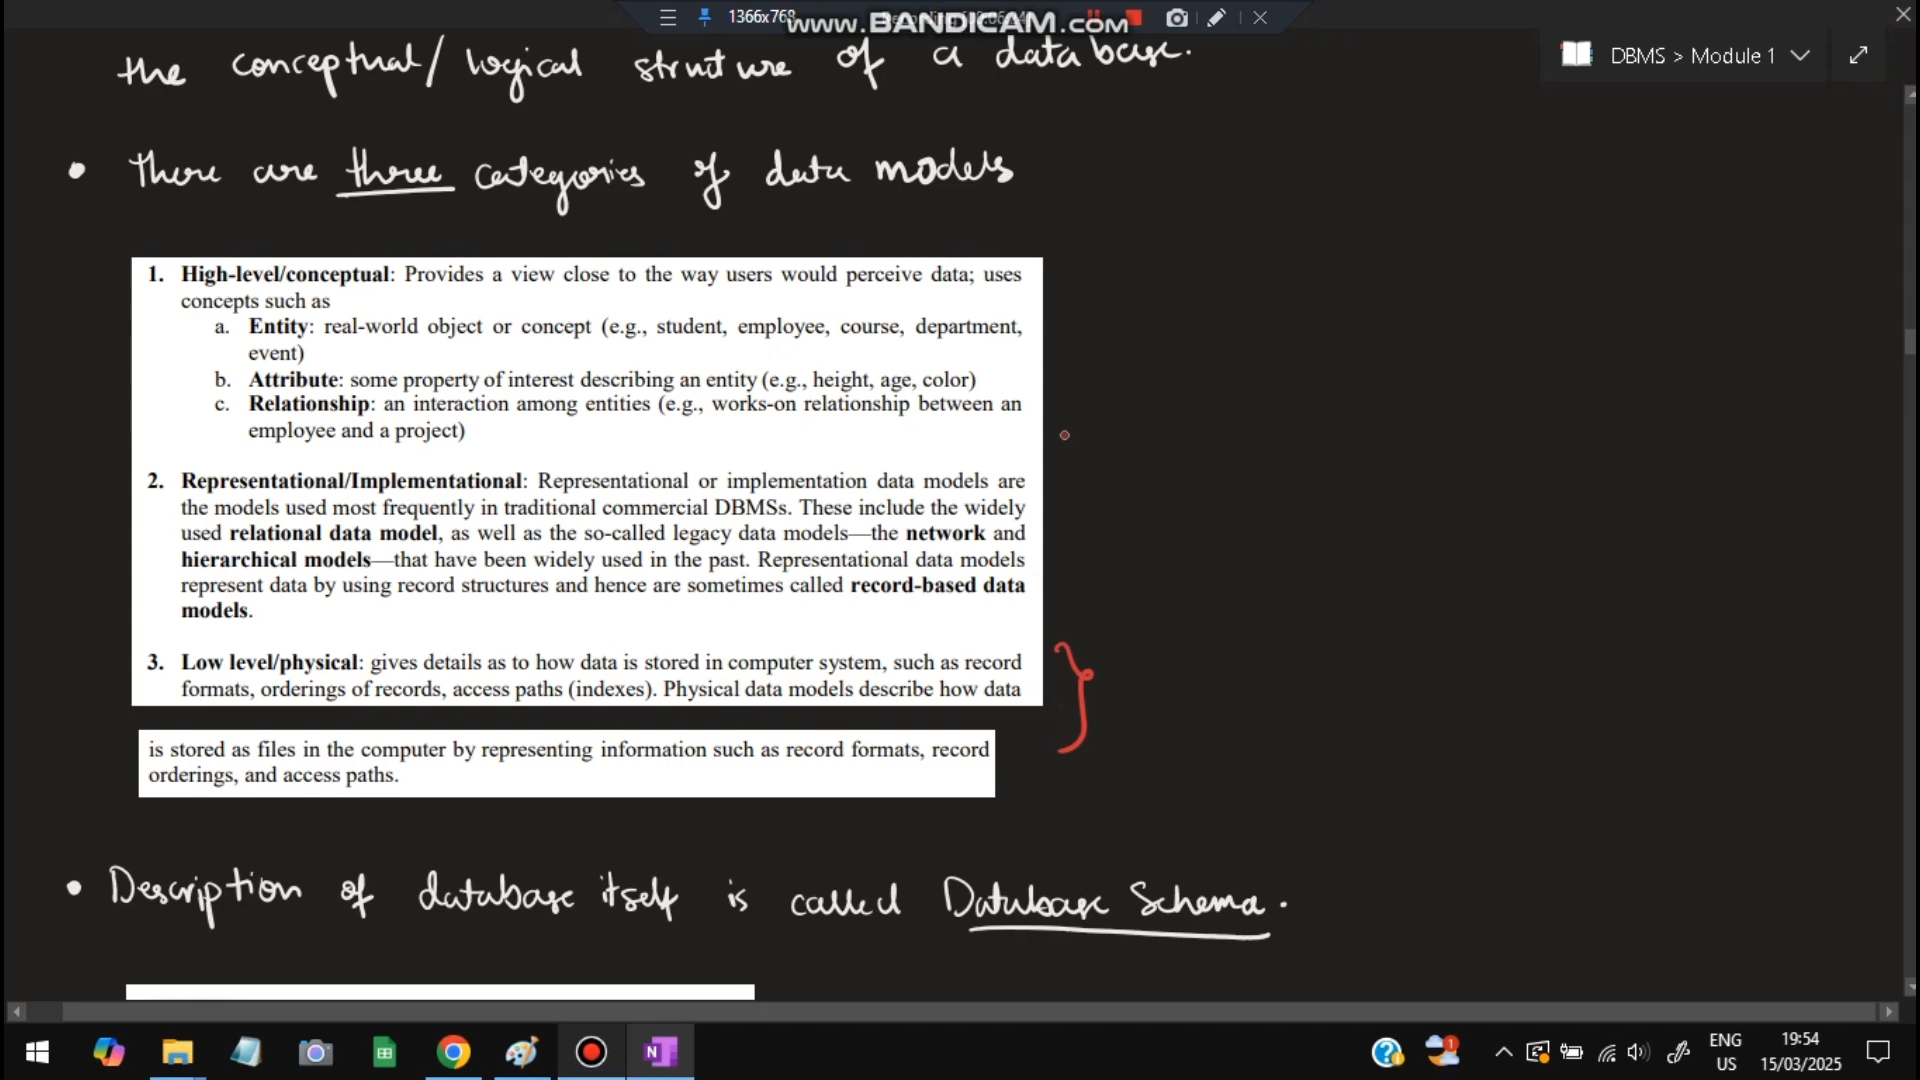 1366x768
www.BANDICAM.com
the conceptual/logical structure of a database.
DBMS > Module 1
• There are three categories of data models
1. High-level/conceptual: Provides a view close to the way users would perceive data; uses
concepts such as
a. Entity: real-world object or concept (e.g., student, employee, course, department,
event)
b. Attribute: some property of interest describing an entity (e.g., height, age, color)
c. Relationship: an interaction among entities (e.g., works-on relationship between an
employee and a project)
2. Representational/Implementational: Representational or implementation data models are
the models used most frequently in traditional commercial DBMSs. These include the widely
used relational data model, as well as the so-called legacy data models—the network and
hierarchical models—that have been widely used in the past. Representational data models
represent data by using record structures and hence are sometimes called record-based data
models.
3. Low level/physical: gives details as to how data is stored in computer system, such as record
formats, orderings of records, access paths (indexes). Physical data models describe how data
is stored as files in the computer by representing information such as record formats, record
orderings, and access paths.
• Description of database itself is called Database Schema.
ENG
US
19:54
15/03/2025